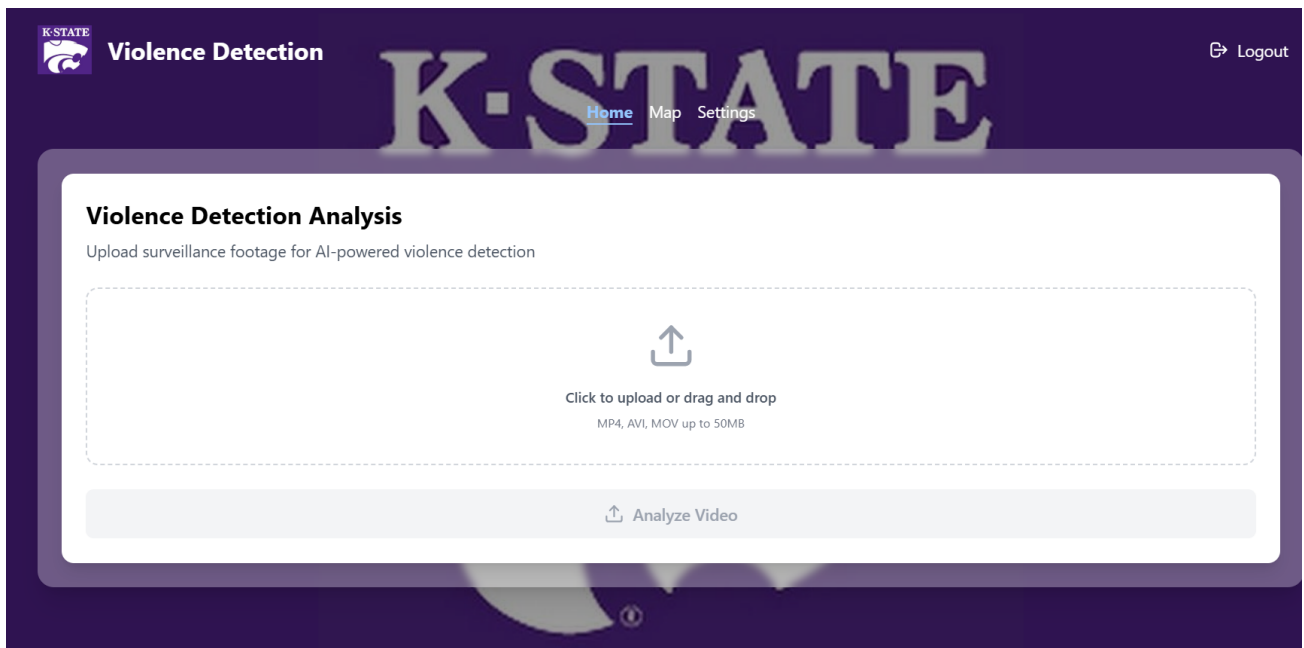 K-STATE
Violence Detection
Logout
K-STATE
Home Map Settings
Violence Detection Analysis
Upload surveillance footage for AI-powered violence detection
Click to upload or drag and drop
MP4, AVI, MOV up to 50MB
Analyze Video
®